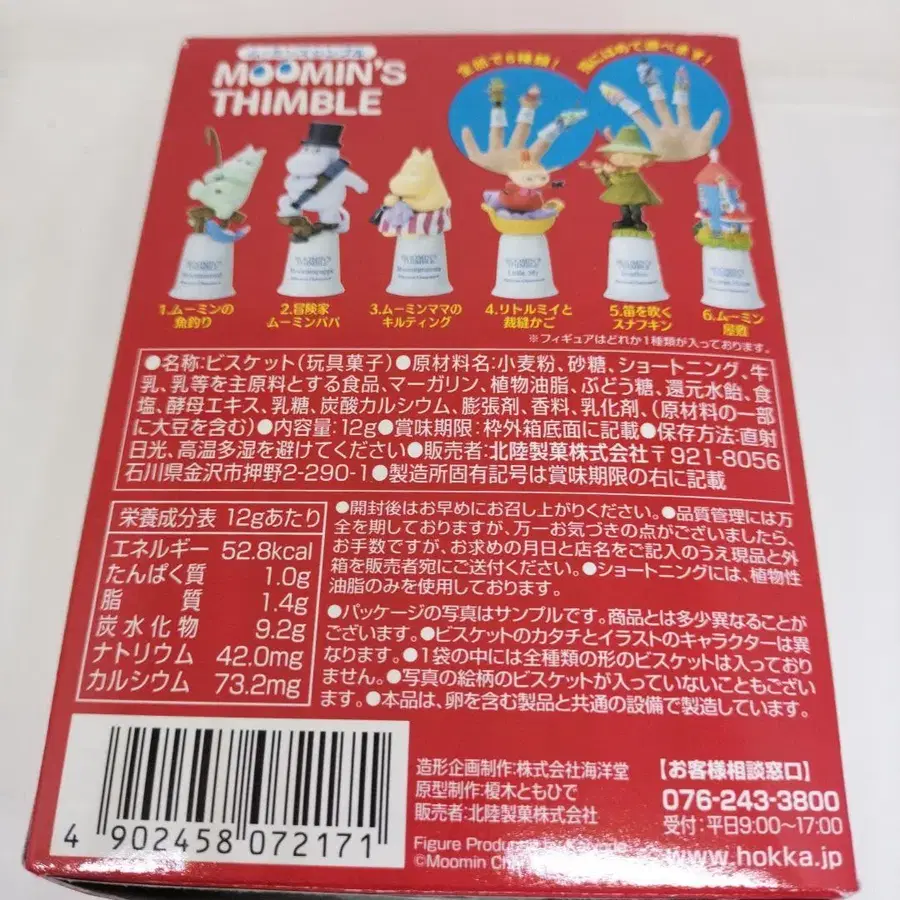 MOOMIN'S
THIMBLE
全部で6種類!
指にはめて遊べます!
MOOMIN'S
THIMBLE
MOOMIN'S
THIMBLE
Moominpappa
MOOMIN'S
THIMBLE
Moominmamma
MOOMIN'S
THIMBLE
Little My
MOOMIN'S
THIMBLE
MOOMIN'S
THIMBLE
1.ムーミンの
魚釣り
2.冒険家
ムーミンパパ
3.ムーミンママの
キルティング
4.リトルミイと
裁縫かご
5.笛を吹く
スナフキン
6.ムーミン
屋敷
※フィギュアはどれか1種類が入っております。
●名称:ビスケット(玩具菓子)●原材料名:小麦粉、砂糖、ショートニング、牛
乳、乳等を主原料とする食品、マーガリン、植物油脂、ぶどう糖、還元水飴、食
塩、酵母エキス、乳糖、炭酸カルシウム、膨張剤、香料、乳化剤、(原材料の一部
に大豆を含む)●内容量:12g●賞味期限:枠外箱底面に記載●保存方法:直射
日光、高温多湿を避けてください●販売者:北陸製菓株式会社〒921-8056
石川県金沢市押野2-290-1●製造所固有記号は賞味期限の右に記載
栄養成分表 12gあたり
エネルギー 52.8kcal
たんぱく質 1.0g
脂質 1.4g
炭水化物 9.2g
ナトリウム 42.0mg
カルシウム 73.2mg
●開封後はお早めにお召し上がりください。●品質管理には万
全を期しておりますが、万一お気づきの点がございましたら、
お手数ですが、お求めの月日と店名をご記入のうえ現品と外
箱を販売者宛にご送付ください。●ショートニングには、植物性
油脂のみを使用しております。
●パッケージの写真はサンプルです。商品とは多少異なることが
ございます。●ビスケットのカタチとイラストのキャラクターは異
なります。●1袋の中には全種類の形のビスケットは入っており
ません。●写真の絵柄のビスケットが入っていないこともござい
ます。●本品は、卵を含む製品と共通の設備で製造しています。
4 902458 072171
造形企画制作:株式会社海洋堂
原型制作:榎木ともひで
販売者:北陸製菓株式会社
Figure Produced by
©Moomin
【お客様相談窓口】
076-243-3800
受付:平日9:00~17:00
www.hokka.jp